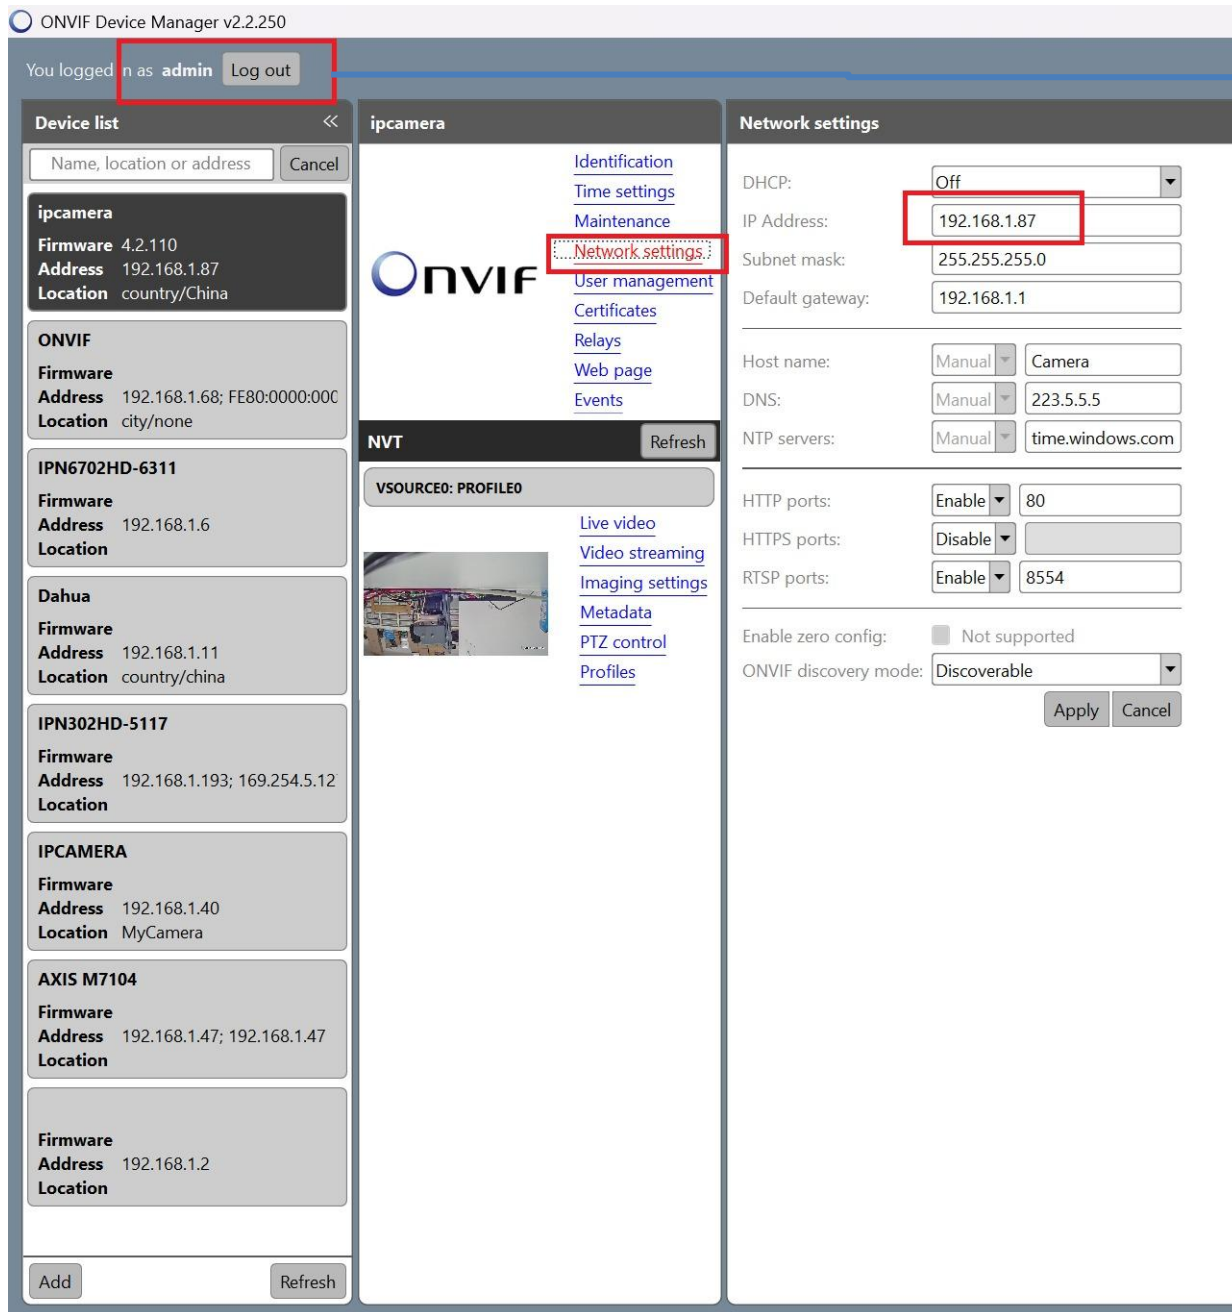 ONVIF Device Manager v2.2.250
You logged in as admin Log out
Device list
Name, location or address Cancel
ipcamera
Firmware 4.2.110
Address 192.168.1.87
Location country/China
ONVIF
Firmware
Address 192.168.1.68; FE80:0000:000
Location city/none
IPN6702HD-6311
Firmware
Address 192.168.1.6
Location
Dahua
Firmware
Address 192.168.1.11
Location country/china
IPN302HD-5117
Firmware
Address 192.168.1.193; 169.254.5.12
Location
IPCAMERA
Firmware
Address 192.168.1.40
Location MyCamera
AXIS M7104
Firmware
Address 192.168.1.47; 192.168.1.47
Location
Firmware
Address 192.168.1.2
Location
Add Refresh
ipcamera
Onvif
Identification
Time settings
Maintenance
Network settings
User management
Certificates
Relays
Web page
Events
NVT Refresh
VSOURCE0: PROFILE0
Live video
Video streaming
Imaging settings
Metadata
PTZ control
Profiles
Network settings
DHCP: Off
IP Address: 192.168.1.87
Subnet mask: 255.255.255.0
Default gateway: 192.168.1.1
Host name: Manual Camera
DNS: Manual 223.5.5.5
NTP servers: Manual time.windows.com
HTTP ports: Enable 80
HTTPS ports: Disable
RTSP ports: Enable 8554
Enable zero config: Not supported
ONVIF discovery mode: Discoverable
Apply Cancel